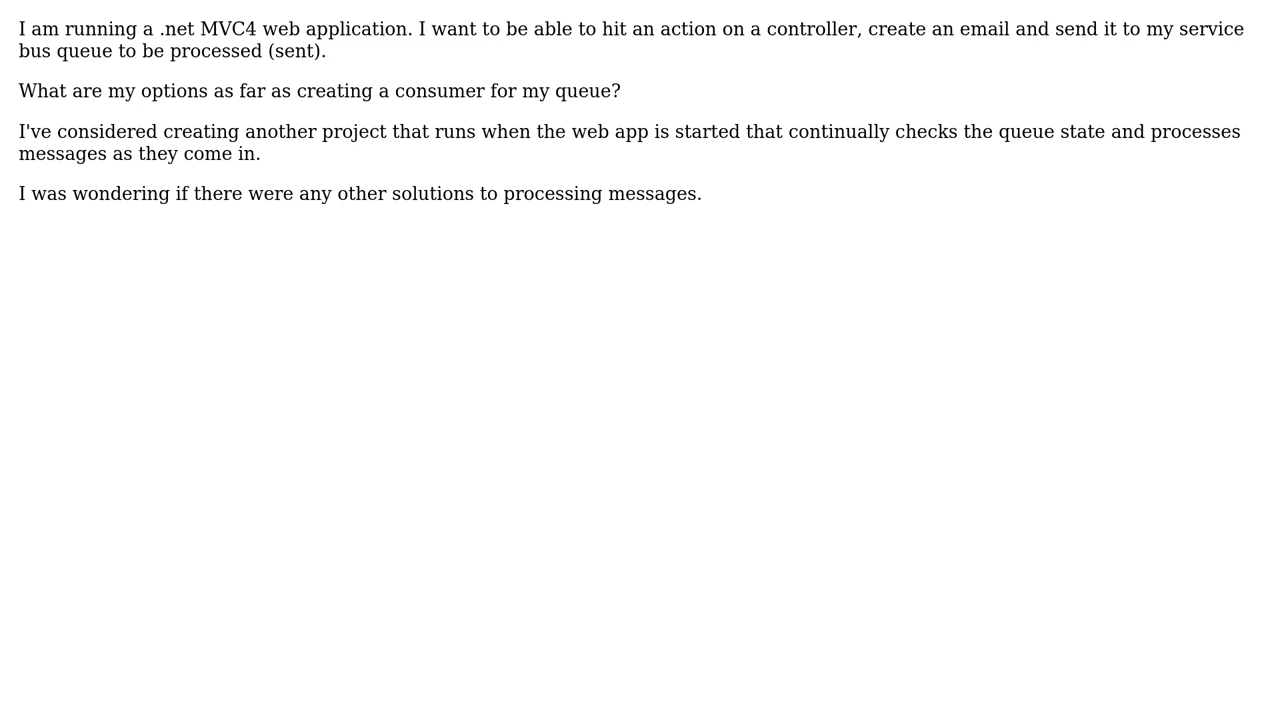 I am running a .net MVC4 web application. I want to be able to hit an action on a controller, create an email and send it to my service
bus queue to be processed (sent).
What are my options as far as creating a consumer for my queue?
I've considered creating another project that runs when the web app is started that continually checks the queue state and processes
messages as they come in.
I was wondering if there were any other solutions to processing messages.